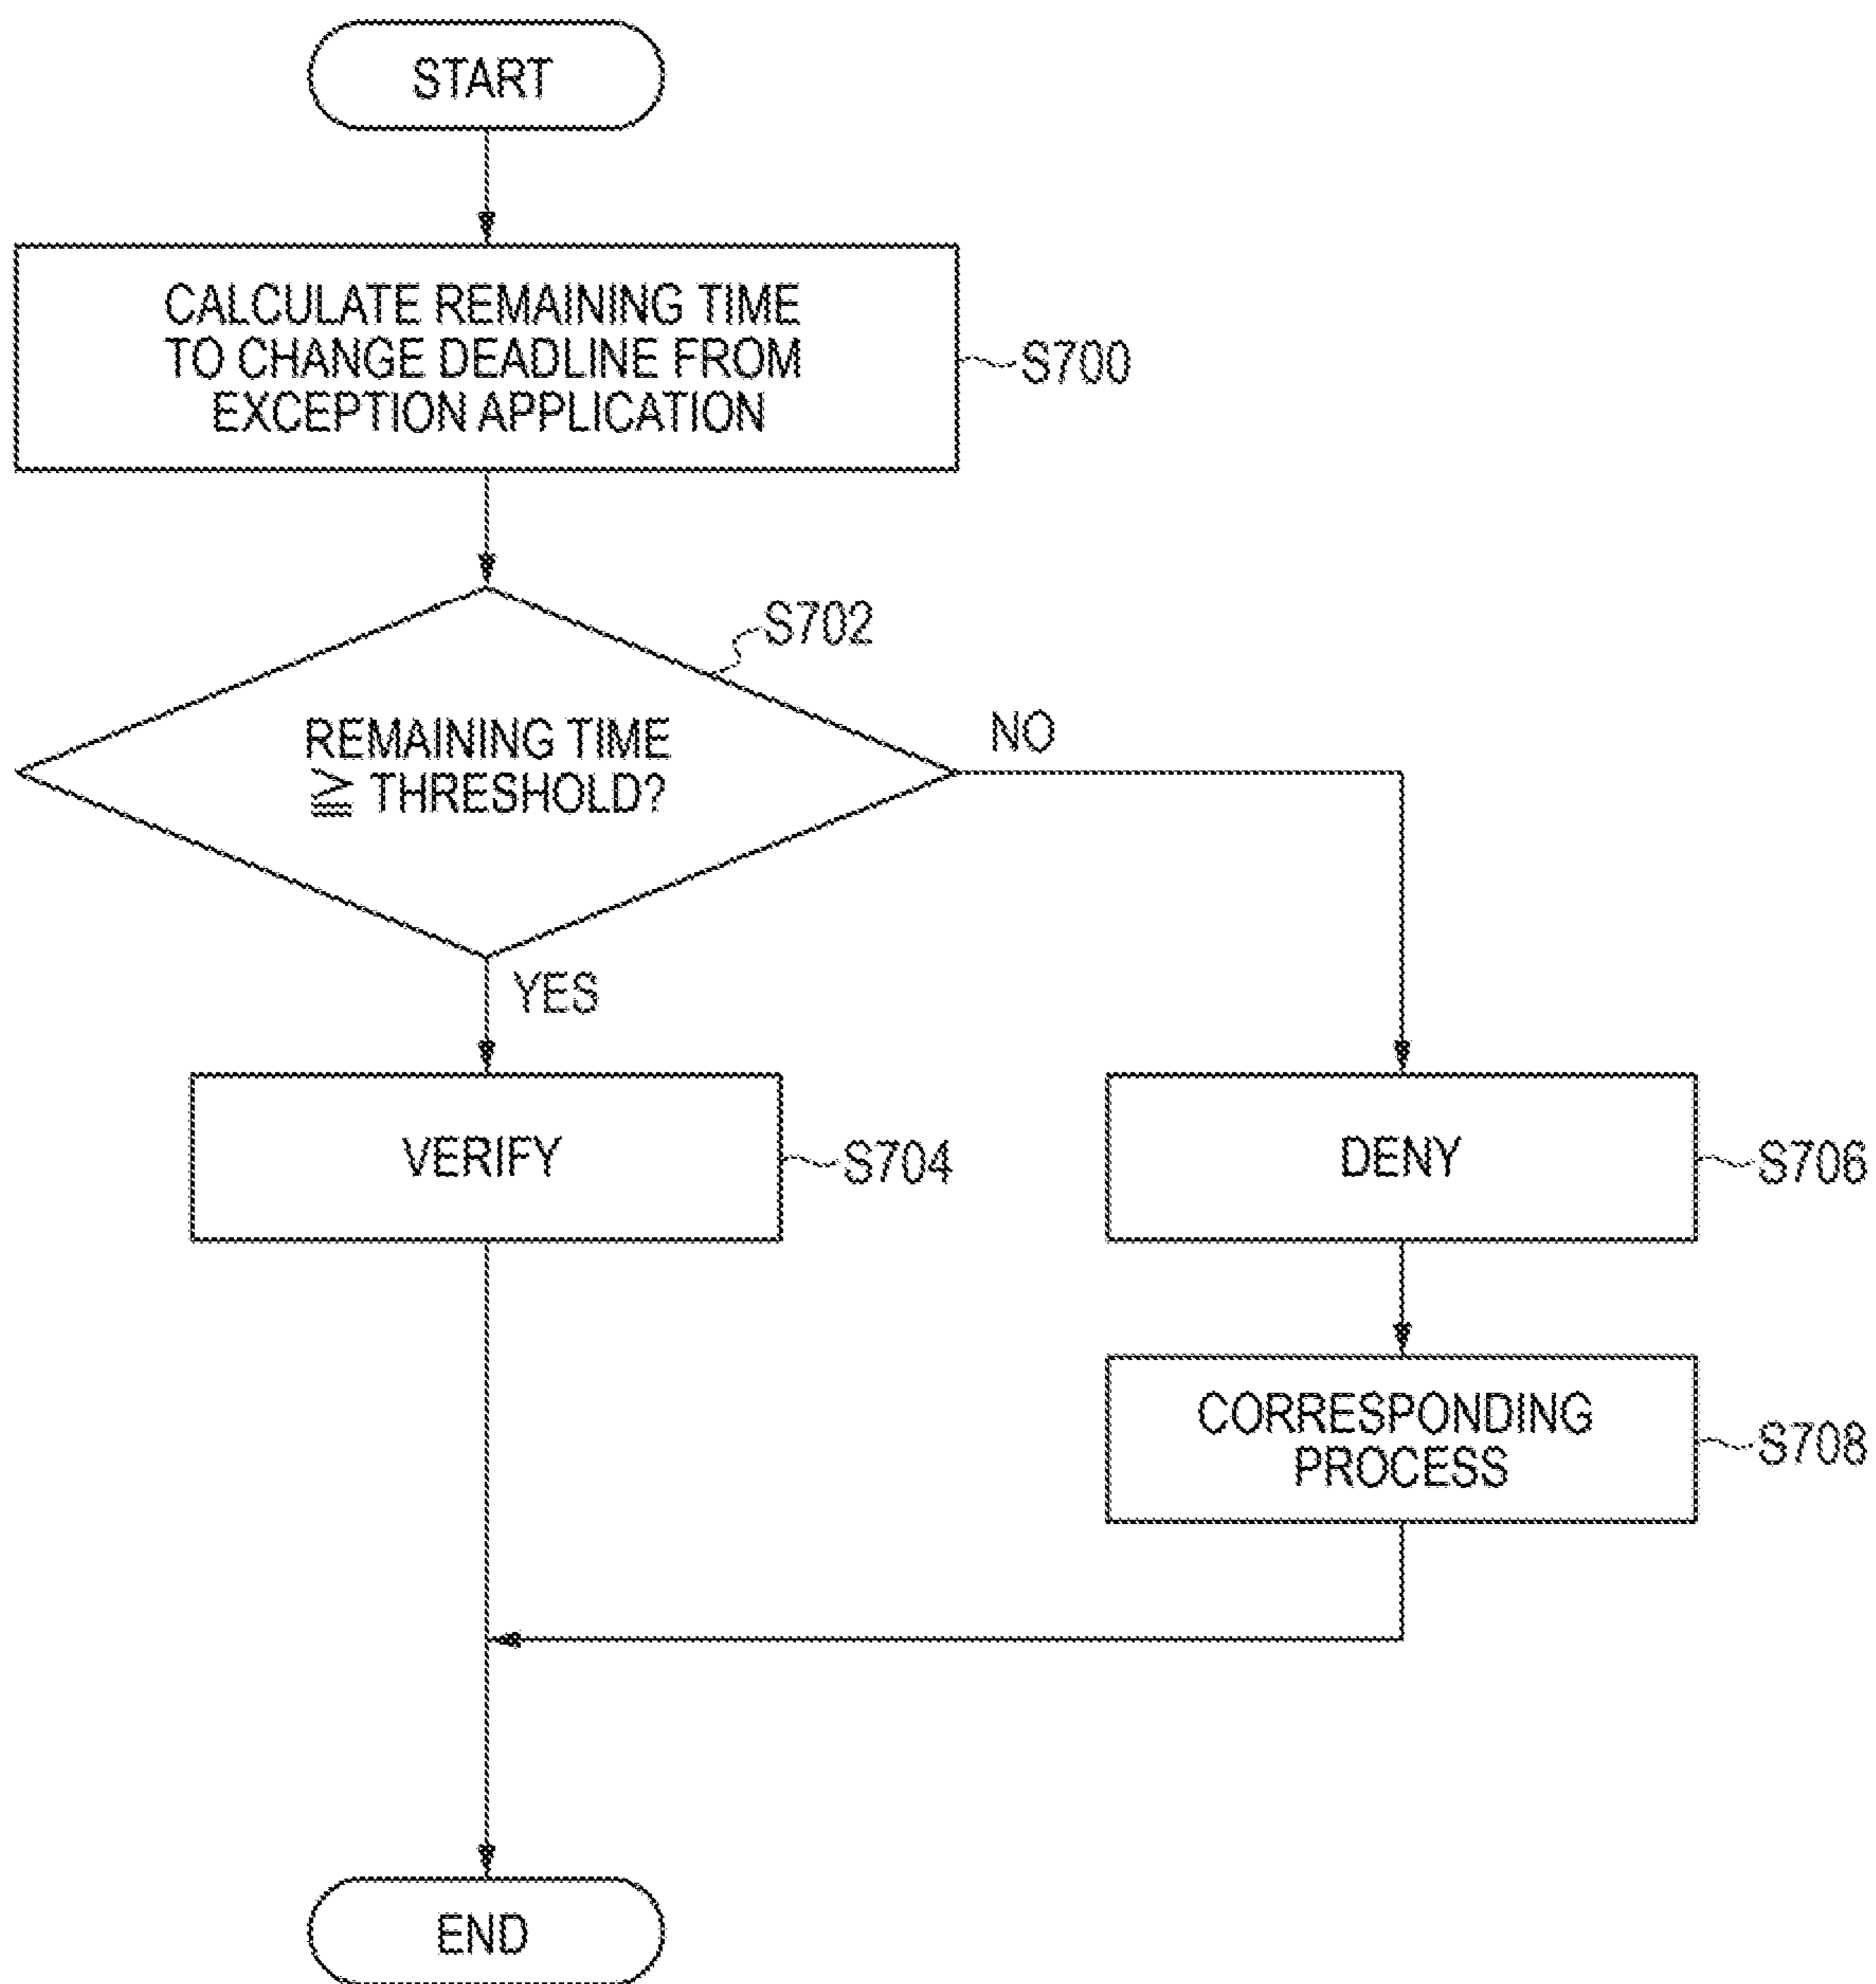 START
CALCULATE REMAINING TIME
TO CHANGE DEADLINE FROM
EXCEPTION APPLICATION
S700
S702
REMAINING TIME
≧ THRESHOLD?
NO
YES
VERIFY
S704
DENY
S706
CORRESPONDING
PROCESS
S708
END